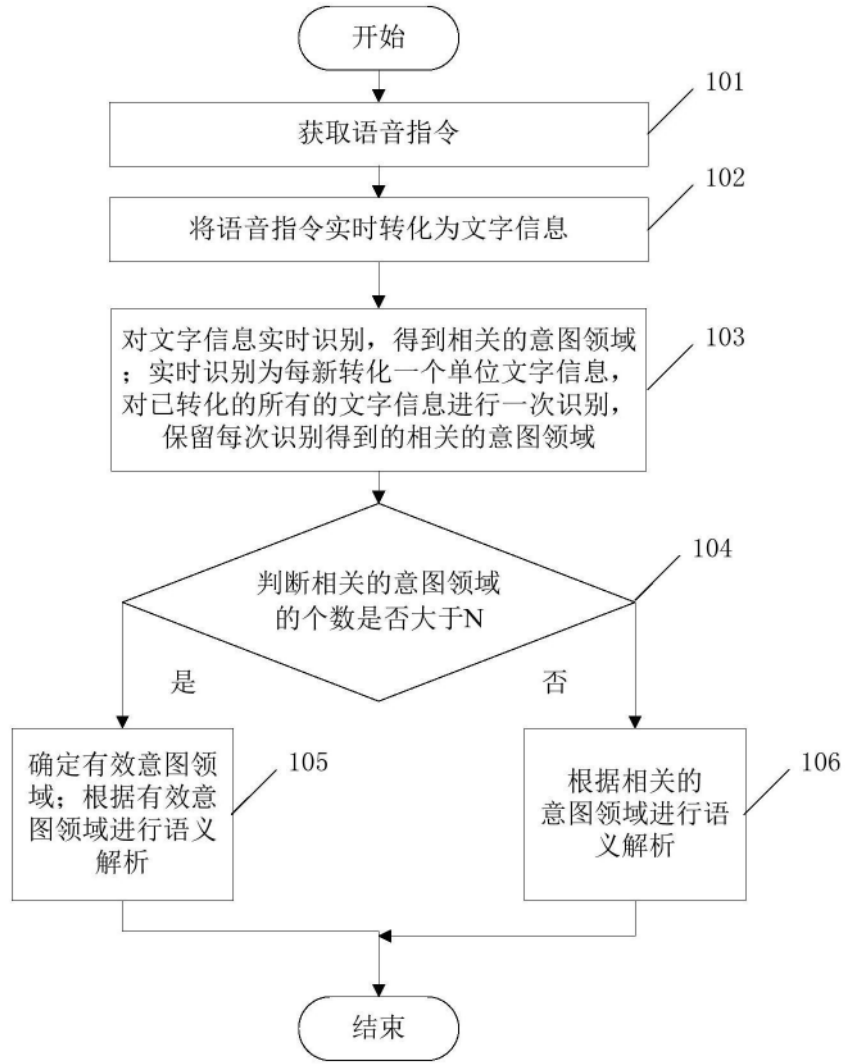 开始
101
获取语音指令
102
将语音指令实时转化为文字信息
103
对文字信息实时识别，得到相关的意图领域
；实时识别为每新转化一个单位文字信息，
对已转化的所有的文字信息进行一次识别，
保留每次识别得到的相关的意图领域
104
判断相关的意图领域
的个数是否大于N
是
否
105
确定有效意图领
域；根据有效意
图领域进行语义
解析
106
根据相关的
意图领域进行语
义解析
结束